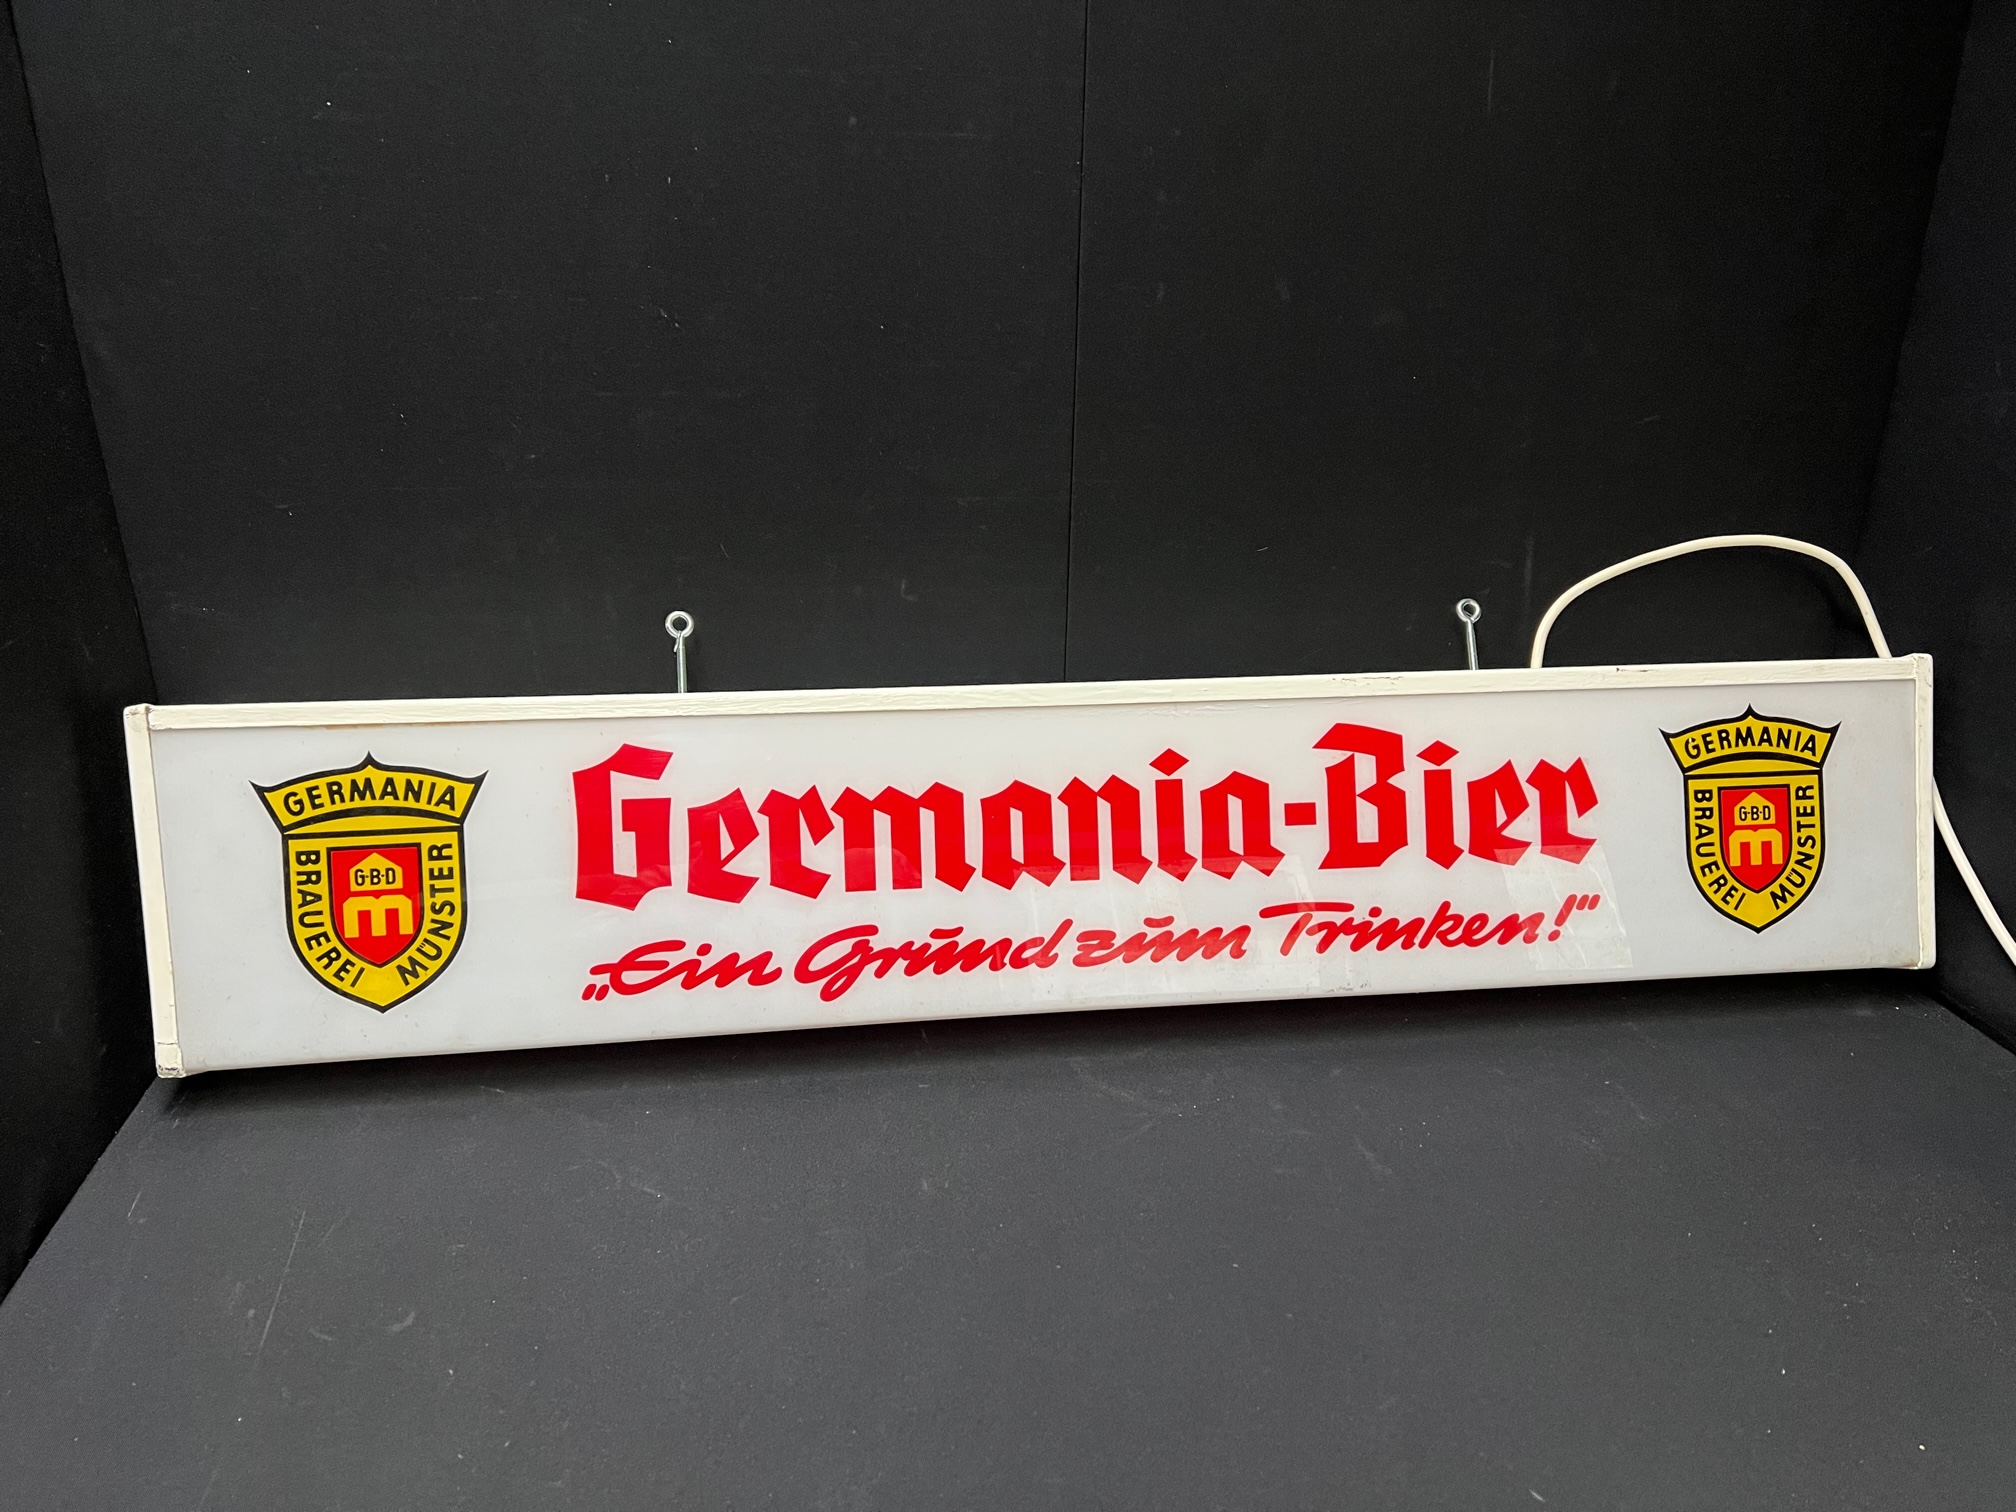 GERMANIA
BRAUEREI MÜNSTER
G·B·D
Germania-Bier
„Ein Grund zum Trinken!"
GERMANIA
BRAUEREI MÜNSTER
G·B·D